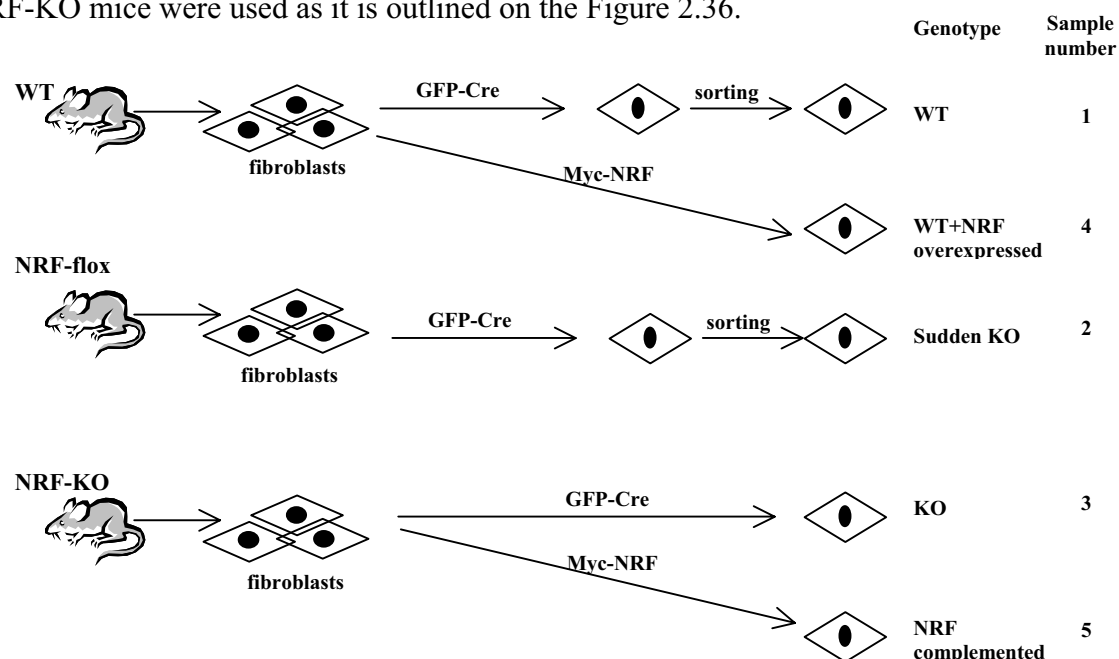 RF-KO mice were used as it is outlined on the Figure 2.36.
Genotype
Sample
number
WT
GFP-Cre
sorting
WT
1
fibroblasts
Myc-NRF
WT+NRF
overexpressed
4
NRF-flox
GFP-Cre
sorting
Sudden KO
2
fibroblasts
NRF-KO
GFP-Cre
KO
3
fibroblasts
Myc-NRF
NRF
complemented
5